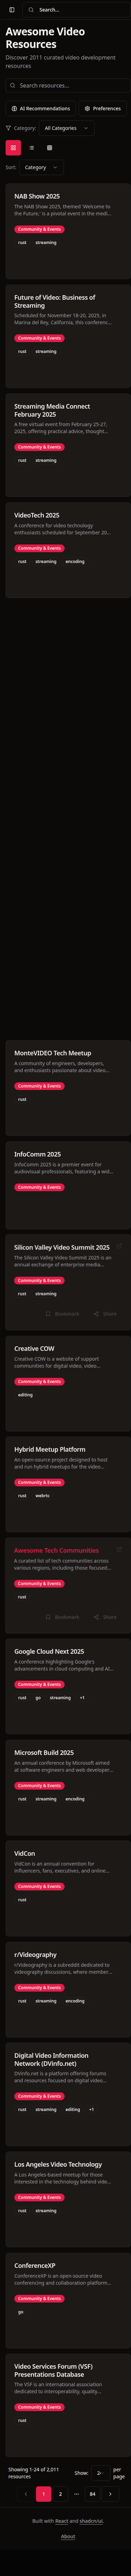 Search...
Awesome Video
Resources
Discover 2011 curated video development
resources
Search resources...
AI Recommendations
Preferences
Category:
All Categories
Sort:
Category
NAB Show 2025
The NAB Show 2025, themed 'Welcome to
the Future,' is a pivotal event in the medi...
Community & Events
rust streaming
Future of Video: Business of
Streaming
Scheduled for November 18-20, 2025, in
Marina del Rey, California, this conferenc...
Community & Events
rust streaming
Streaming Media Connect
February 2025
A free virtual event from February 25-27,
2025, offering practical advice, thought...
Community & Events
rust streaming
VideoTech 2025
A conference for video technology
enthusiasts scheduled for September 20...
Community & Events
rust streaming encoding
MonteVIDEO Tech Meetup
A community of engineers, developers,
and enthusiasts passionate about video...
Community & Events
rust
InfoComm 2025
InfoComm 2025 is a premier event for
audiovisual professionals, featuring a wid...
Community & Events
Silicon Valley Video Summit 2025
The Silicon Valley Video Summit 2025 is an
annual exchange of enterprise media...
Community & Events
rust streaming
Bookmark Share
Creative COW
Creative COW is a website of support
communities for digital video, video...
Community & Events
editing
Hybrid Meetup Platform
An open-source project designed to host
and run hybrid meetings for the video...
Community & Events
rust webrtc
Awesome Tech Communities
A curated list of tech communities across
various regions, including those focused...
Community & Events
rust
Bookmark Share
Google Cloud Next 2025
A conference highlighting Google's
advancements in cloud computing and AI...
Community & Events
rust go streaming +1
Microsoft Build 2025
An annual conference by Microsoft aimed
at software engineers and web developer...
Community & Events
rust streaming encoding
VidCon
VidCon is an annual convention for
influencers, fans, executives, and online...
Community & Events
rust
r/Videography
r/Videography is a subreddit dedicated to
videography discussions, where member...
Community & Events
rust streaming encoding
Digital Video Information
Network (DVinfo.net)
DVinfo.net is a platform offering forums
and resources focused on digital video...
Community & Events
rust streaming editing +1
Los Angeles Video Technology
A Los Angeles-based meetup for those
interested in the technology behind vide...
Community & Events
rust streaming
ConferenceXP
ConferenceXP is an open-source video
conferencing and collaboration platform...
Community & Events
go
Video Services Forum (VSF)
Presentations Database
The VSF is an international association
dedicated to interoperability, quality...
Community & Events
rust
Showing 1-24 of 2,011
resources
Show:
per
page
1 2 ... 84
Built with React and shadcn/ui.
About